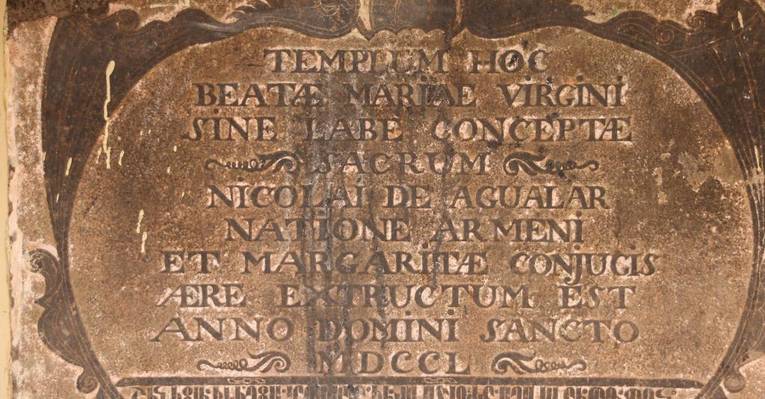 TEMPLUM HOC
BEATÆ MARIAE VIRGINI
SINE LABE CONCEPTÆ
SACRUM
NICOLAI DE AGUALAR
NATIONE ARMENI
ET MARGARITÆ CONJUGIS
ÆRE EXTRUCTUM EST
ANNO DOMINI SANCTO
MDCCL